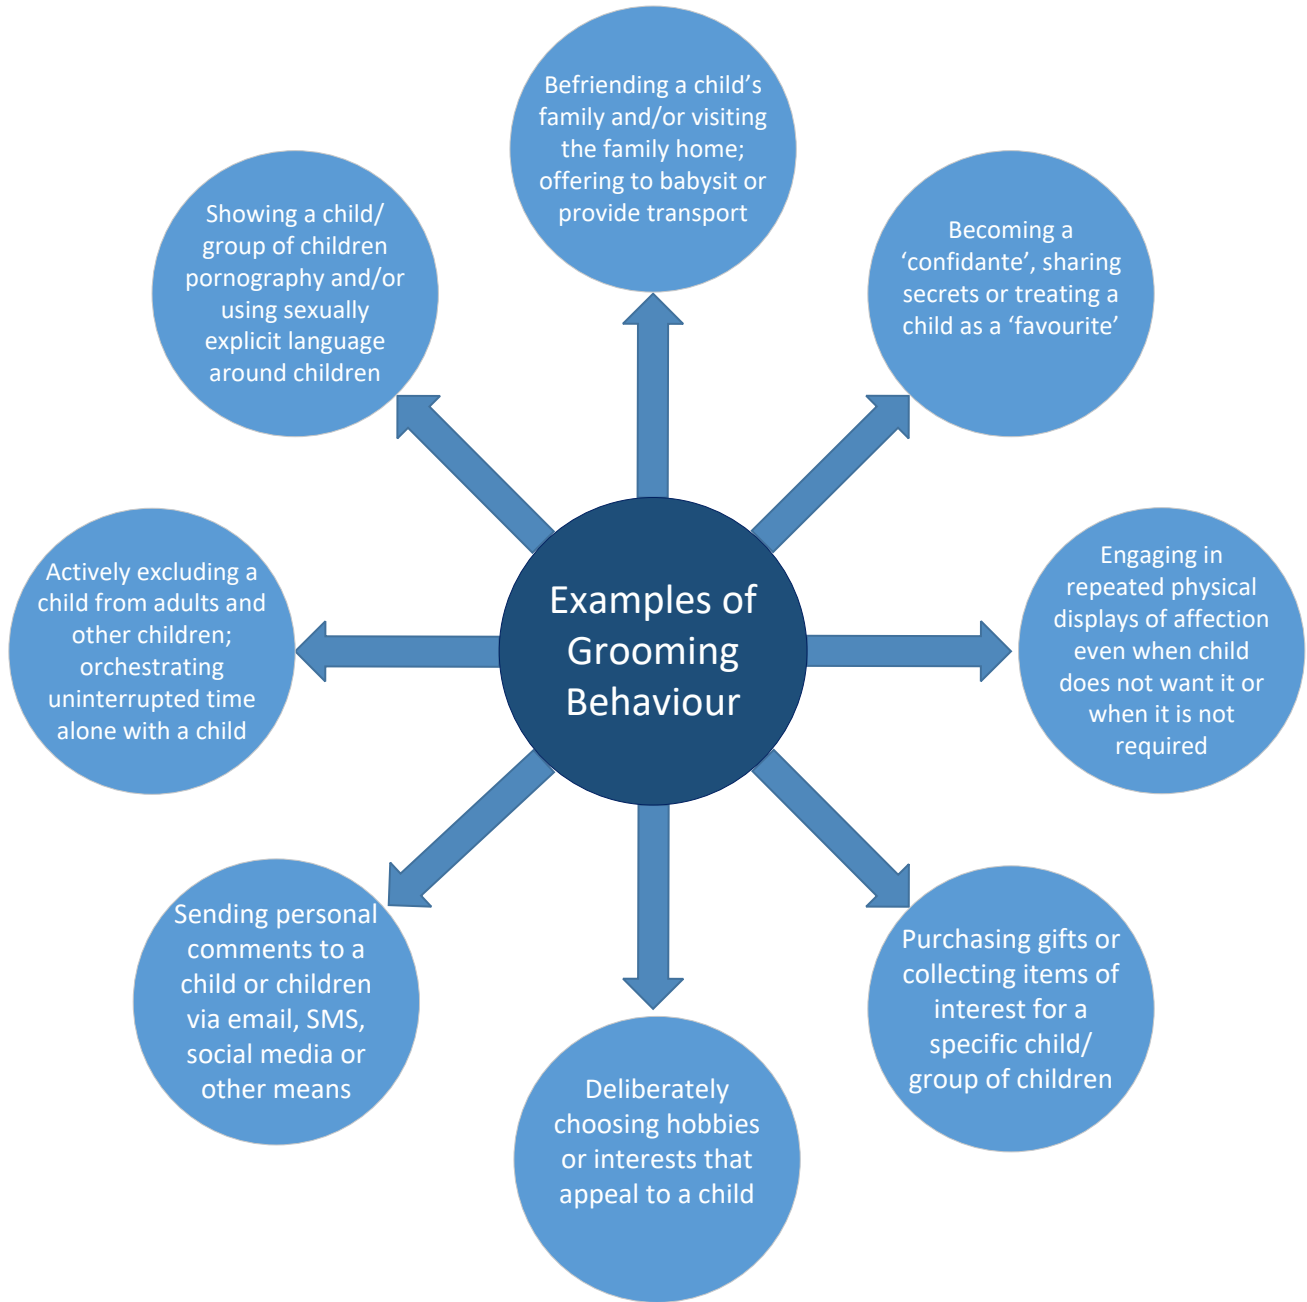 Befriending a child’s
family and/or visiting
the family home;
offering to babysit or
provide transport
Becoming a
‘confidante’, sharing
secrets or treating a
child as a ‘favourite’
Engaging in
repeated physical
displays of affection
even when child
does not want it or
when it is not
required
Purchasing gifts or
collecting items of
interest for a
specific child/
group of children
Deliberately
choosing hobbies
or interests that
appeal to a child
Sending personal
comments to a
child or children
via email, SMS,
social media or
other means
Actively excluding a
child from adults and
other children;
orchestrating
uninterrupted time
alone with a child
Showing a child/
group of children
pornography and/or
using sexually
explicit language
around children
Examples of
Grooming
Behaviour